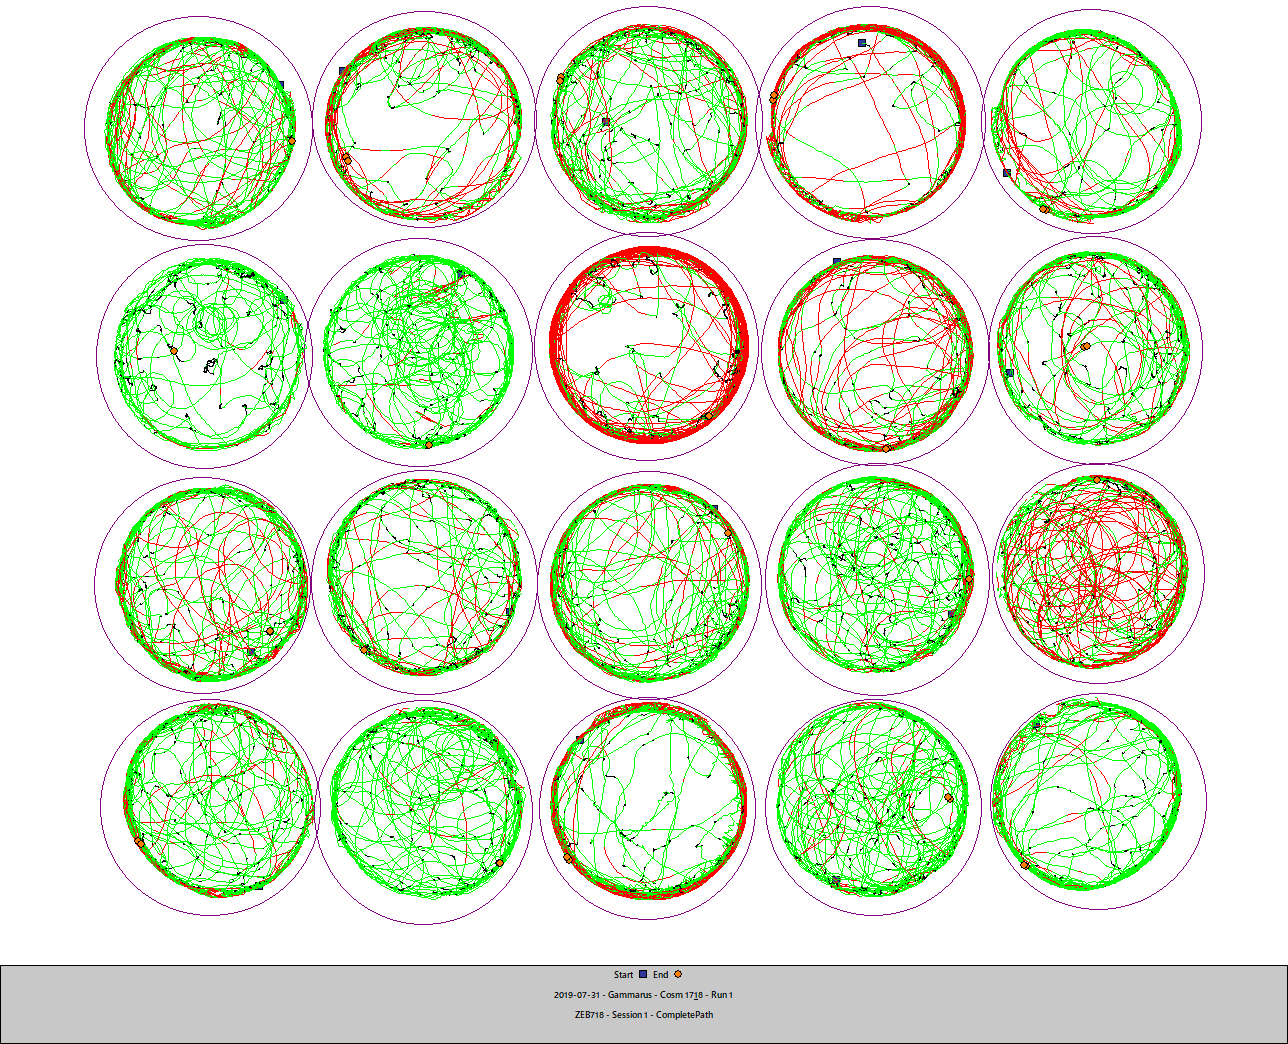 Start End
2019-07-31 - Gammarus - Cosm 1718 - Run 1
ZEB718 - Session 1 - CompletePath